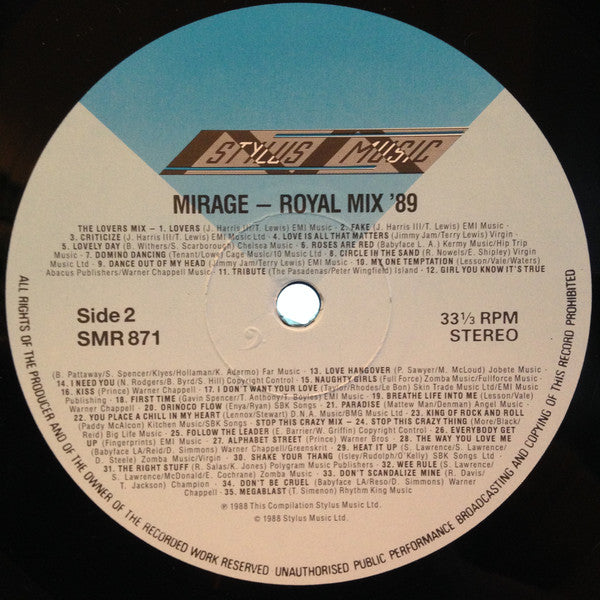 STYLUS MUSIC
MIRAGE – ROYAL MIX '89
THE LOVERS MIX – 1. LOVERS (J. Harris III/T. Lewis) EMI Music · 2. FAKE (J. Harris III/T. Lewis) EMI Music ·
3. CRITICIZE (J. Harris III/T. Lewis) EMI Music Ltd · 4. LOVE IS ALL THAT MATTERS (Jimmy Jam/Terry Lewis) Virgin ·
5. LOVELY DAY (B. Withers/S. Scarborough) Chelsea Music · 6. ROSES ARE RED (Babyface L. A.) Kermy Music/Hip Trip
Music · 7. DOMINO DANCING (Tenant/Lowe) Cage Music/10 Music Ltd · 8. CIRCLE IN THE SAND (R. Nowels/E. Shipley) Virgin
Music Ltd · 9. DANCE OUT OF MY HEAD (Jimmy Jam/Terry Lewis) EMI Music · 10. MY ONE TEMPTATION (Lesson/Vale/Waters)
Abacus Publishers/Warner Chappell Music · 11. TRIBUTE (The Pasadenas/Peter Wingfield) Island · 12. GIRL YOU KNOW IT'S TRUE
Side 2
SMR 871
33⅓ RPM
STEREO
(B. Pattaway/S. Spencer/Klyes/Hollaman/K. Adermo) Far Music · 13. LOVE HANGOVER (P. Sawyer/M. McLoud) Jobete Music ·
14. I NEED YOU (N. Rodgers/B. Byrd/S. Hill) Copyright Control · 15. NAUGHTY GIRLS (Full Force) Zomba Music/Fullforce Music ·
16. KISS (Prince) Warner Chappell · 17. I DON'T WANT YOUR LOVE (Taylor/Rhodes/Le Bon) Skin Trade Music Ltd/EMI
Music · 18. FIRST TIME (Gavin Spencer/T. Anthony/T. Boyles) EMI Music · 19. BREATHE LIFE INTO ME (Lesson/Vale)
Warner Chappell · 20. ORINOCO FLOW (Enya/Ryan) SBK Songs · 21. PARADISE (Mattew Man/Denman) Angel Music ·
22. YOU PLACE A CHILL IN MY HEART (Lennox/Stewart) D.N.A. Music/BMG Music Ltd · 23. KING OF ROCK AND ROLL
(Paddy McAlcon) Kitchen Music/SBK Songs · STOP THIS CRAZY MIX – 24. STOP THIS CRAZY THING (More/Black/
Reid) Big Life Music · 25. FOLLOW THE LEADER (E. Barrier/W. Griffin) Copyright Control · 26. EVERYBODY GET
UP (Fingerprints) EMI Music · 27. ALPHABET STREET (Prince) Warner Bros · 28. THE WAY YOU LOVE ME
(Babyface LA/Reid/D. Simmons) Warner Chappell/Greenskirt · 29. HEAT IT UP (S. Lawrence/
D. Steele) Zomba Music/Virgin · 30. SHAKE YOUR THANG (Isley/Rudolph/O'Kelly) SBK Songs Ltd ·
31. THE RIGHT STUFF (R. Salas/K. Jones) Polygram Music Publishers · 32. WEE RULE (S. Lawrence/
S. Lawrence/McDonald/E. Cochrane) Zomba Music/EMI Music · 33. DON'T SCANDALIZE MINE (R. Davis/
T. Jackson) Champion · 34. DON'T BE CRUEL (Babyface LA/Reso/D. Simmons) Warner
Chappell · 35. MEGABLAST (T. Simenon) Rhythm King Music
℗ 1988 This Compilation Stylus Music Ltd.
© 1988 Stylus Music Ltd.
ALL RIGHTS OF THE PRODUCER AND OF THE OWNER OF THE RECORDED WORK RESERVED UNAUTHORISED PUBLIC PERFORMANCE BROADCASTING AND COPYING OF THIS RECORD PROHIBITED